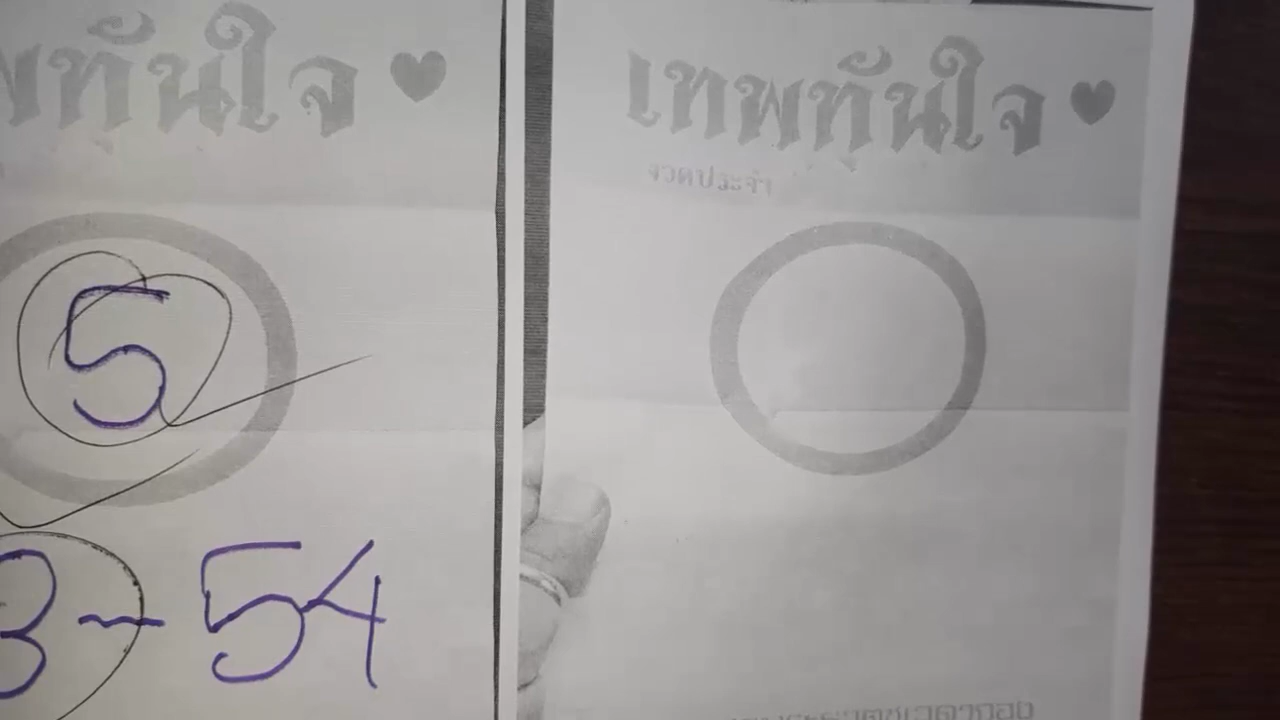 ทันใจ ♥
5
3 - 54
เทพทันใจ ♥
งวดประจำ